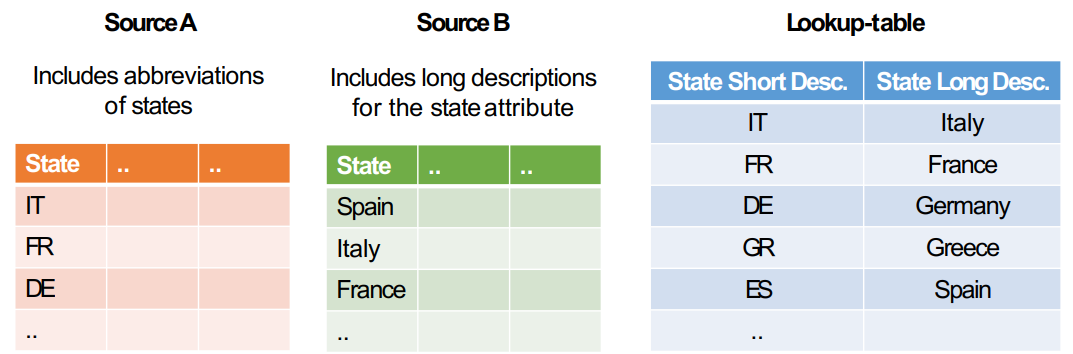 Source A
Includes abbreviations
of states
State .. ..
IT
FR
DE
..
Source B
Includes long descriptions
for the state attribute
State .. ..
Spain
Italy
France
..
Lookup-table
State Short Desc. State Long Desc.
IT Italy
FR France
DE Germany
GR Greece
ES Spain
..